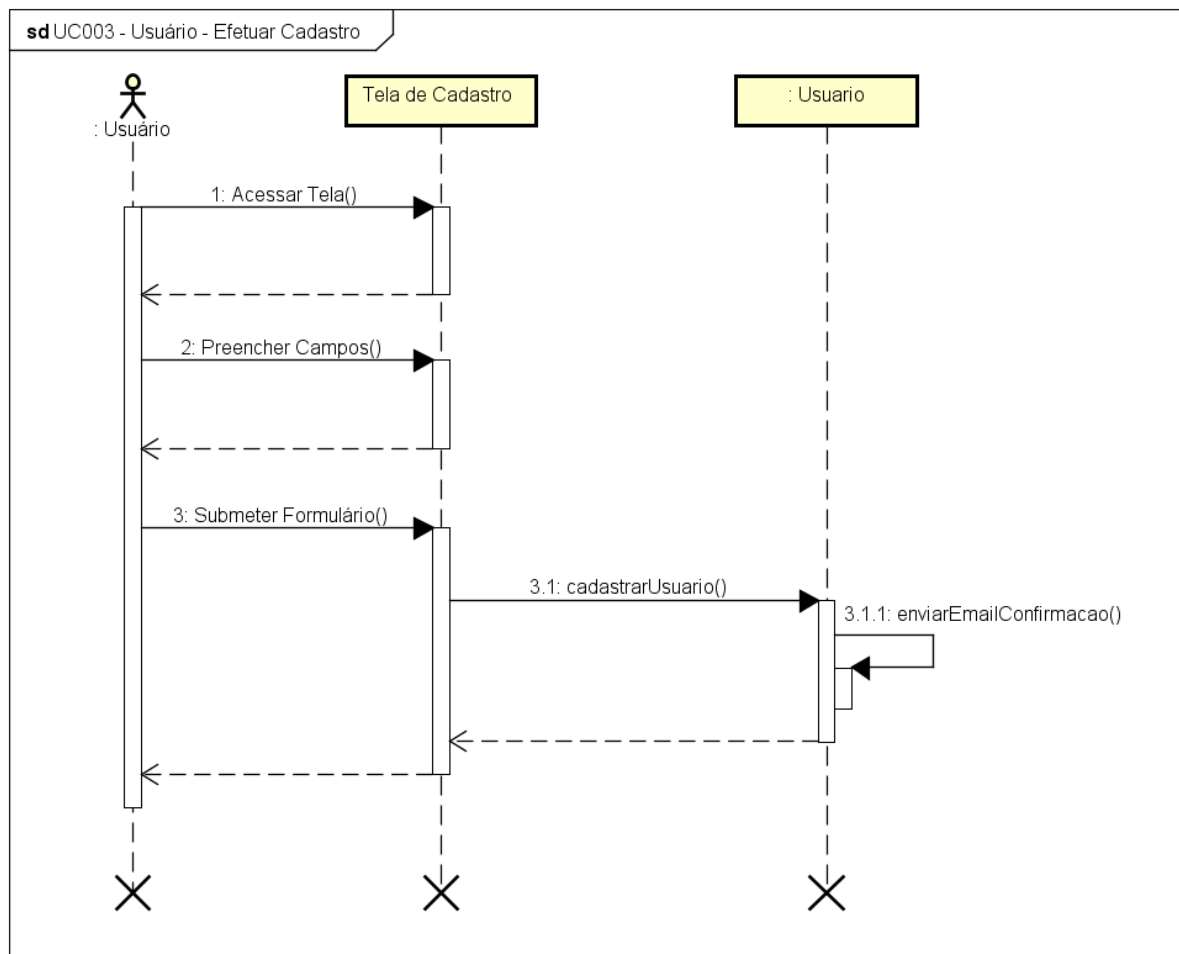 sd UC003 - Usuário - Efetuar Cadastro
: Usuário
Tela de Cadastro
: Usuario
1: Acessar Tela()
2: Preencher Campos()
3: Submeter Formulário()
3.1: cadastrarUsuario()
3.1.1: enviarEmailConfirmacao()